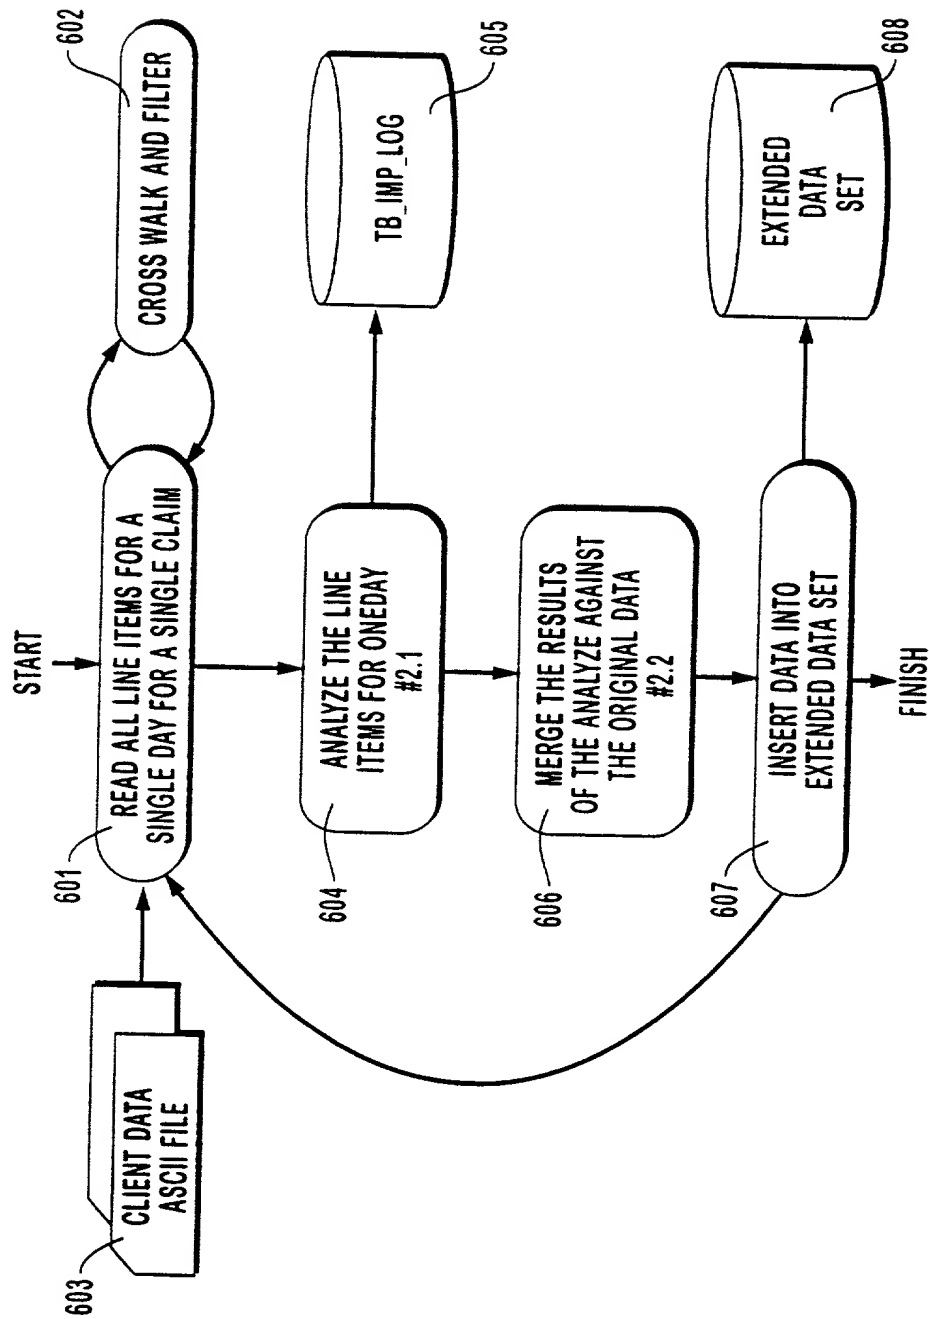 START
603
CLIENT DATA
ASCII FILE
601
READ ALL LINE ITEMS FOR A
SINGLE DAY FOR A SINGLE CLAIM
602
CROSS WALK AND FILTER
604
ANALYZE THE LINE
ITEMS FOR ONEDAY
#2.1
605
TB_IMP_LOG
606
MERGE THE RESULTS
OF THE ANALYZE AGAINST
THE ORIGINAL DATA
#2.2
607
INSERT DATA INTO
EXTENDED DATA SET
608
EXTENDED
DATA
SET
FINISH